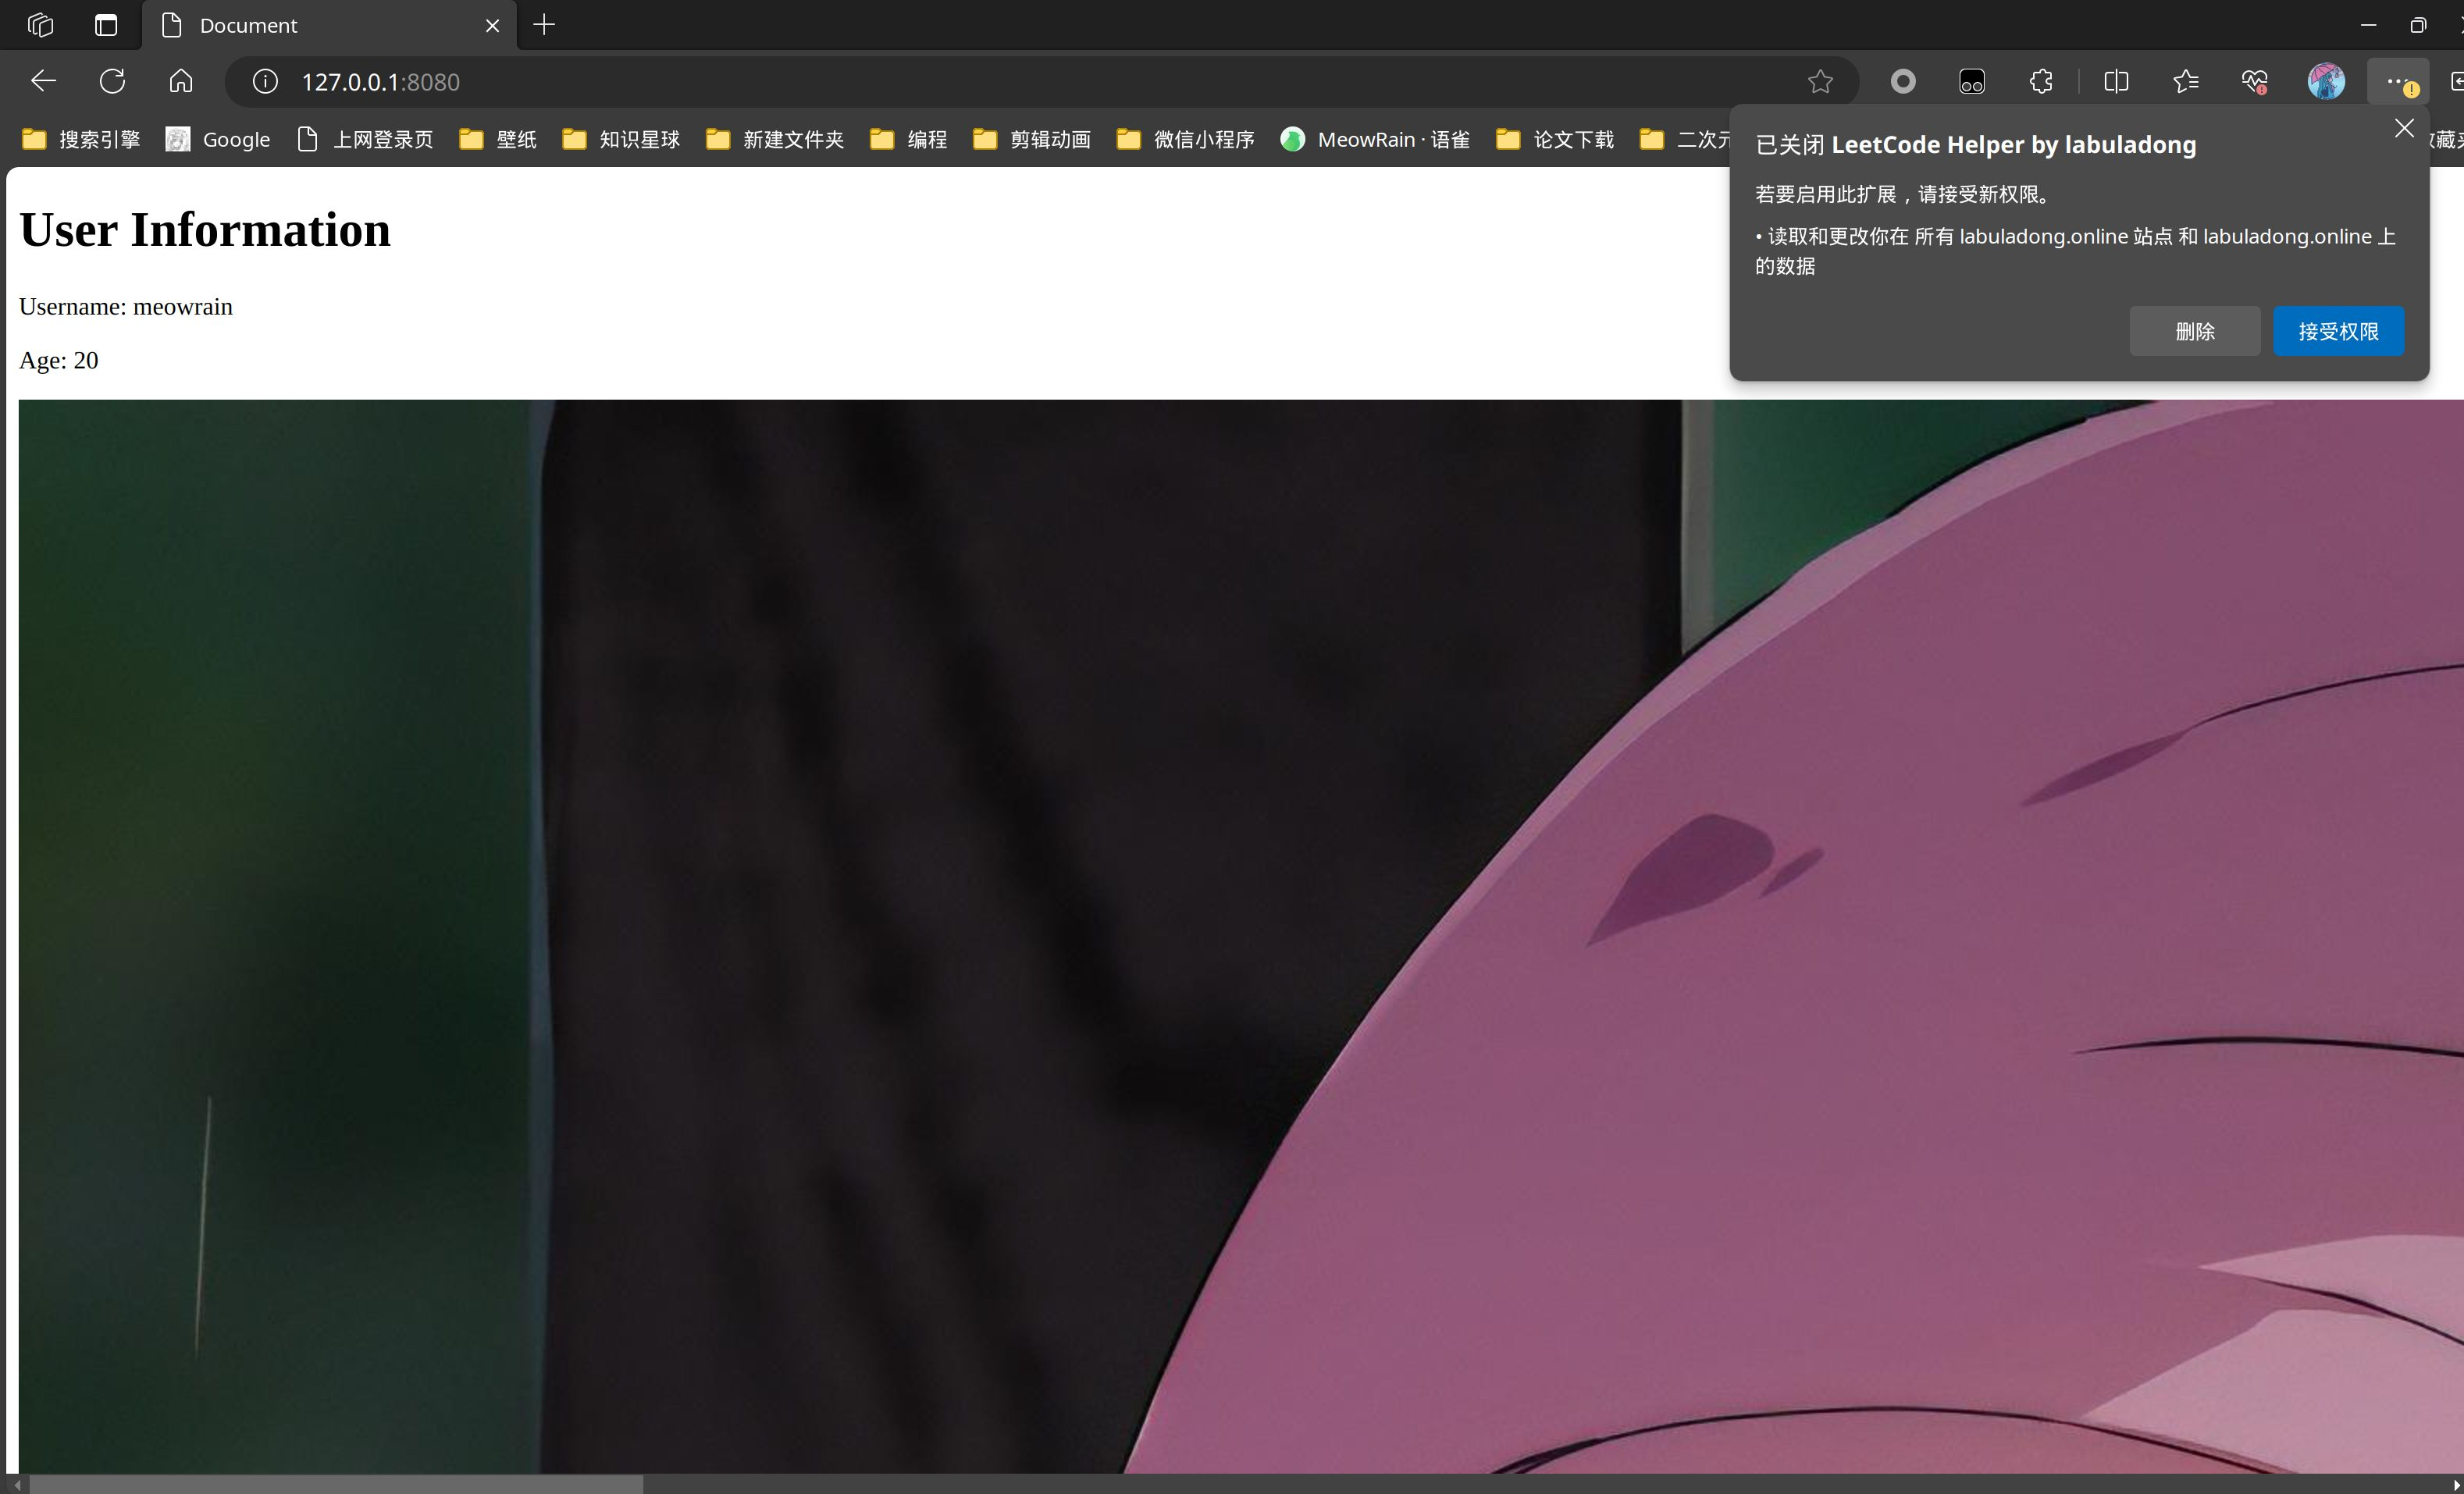 Document
127.0.0.1:8080
搜索引擎 Google 上网登录页 壁纸 知识星球 新建文件夹 编程 剪辑动画 微信小程序 MeowRain · 语雀 论文下载 二次元
已关闭 LeetCode Helper by labuladong
若要启用此扩展，请接受新权限。
• 读取和更改你在 所有 labuladong.online 站点 和 labuladong.online 上
的数据
删除 接受权限
User Information
Username: meowrain
Age: 20